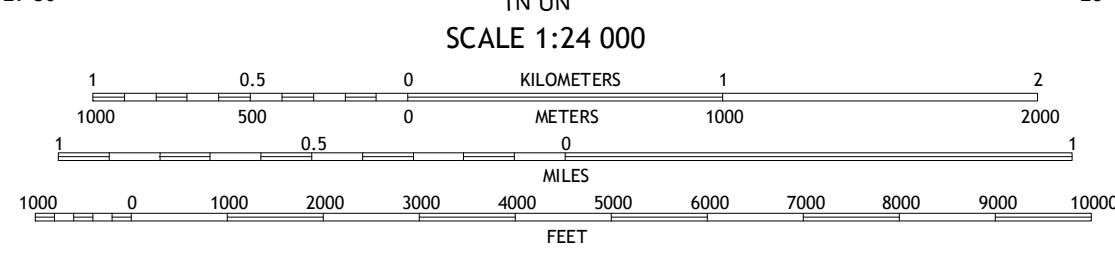 SCALE 1:24 000
1 0.5 0 KILOMETERS 1 2
1000 500 0 METERS 1000 2000
1 0.5 0 1
MILES
1000 0 1000 2000 3000 4000 5000 6000 7000 8000 9000 10000
FEET